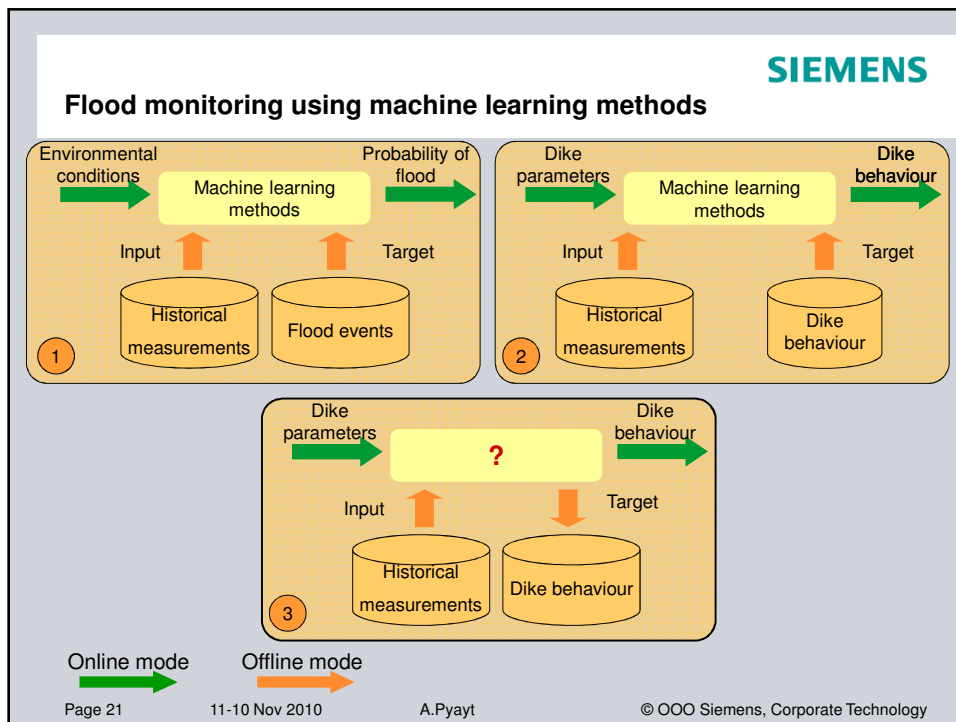 SIEMENS
Flood monitoring using machine learning methods
Environmental
conditions
Probability of
flood
Machine learning
methods
Input
Target
Historical
measurements
Flood events
1
Dike
parameters
Dike
behaviour
Machine learning
methods
Input
Target
Historical
measurements
Dike
behaviour
2
Dike
parameters
Dike
behaviour
?
Input
Target
Historical
measurements
Dike behaviour
3
Online mode
Offline mode
Page 21
11-10 Nov 2010
A.Pyayt
© OOO Siemens, Corporate Technology